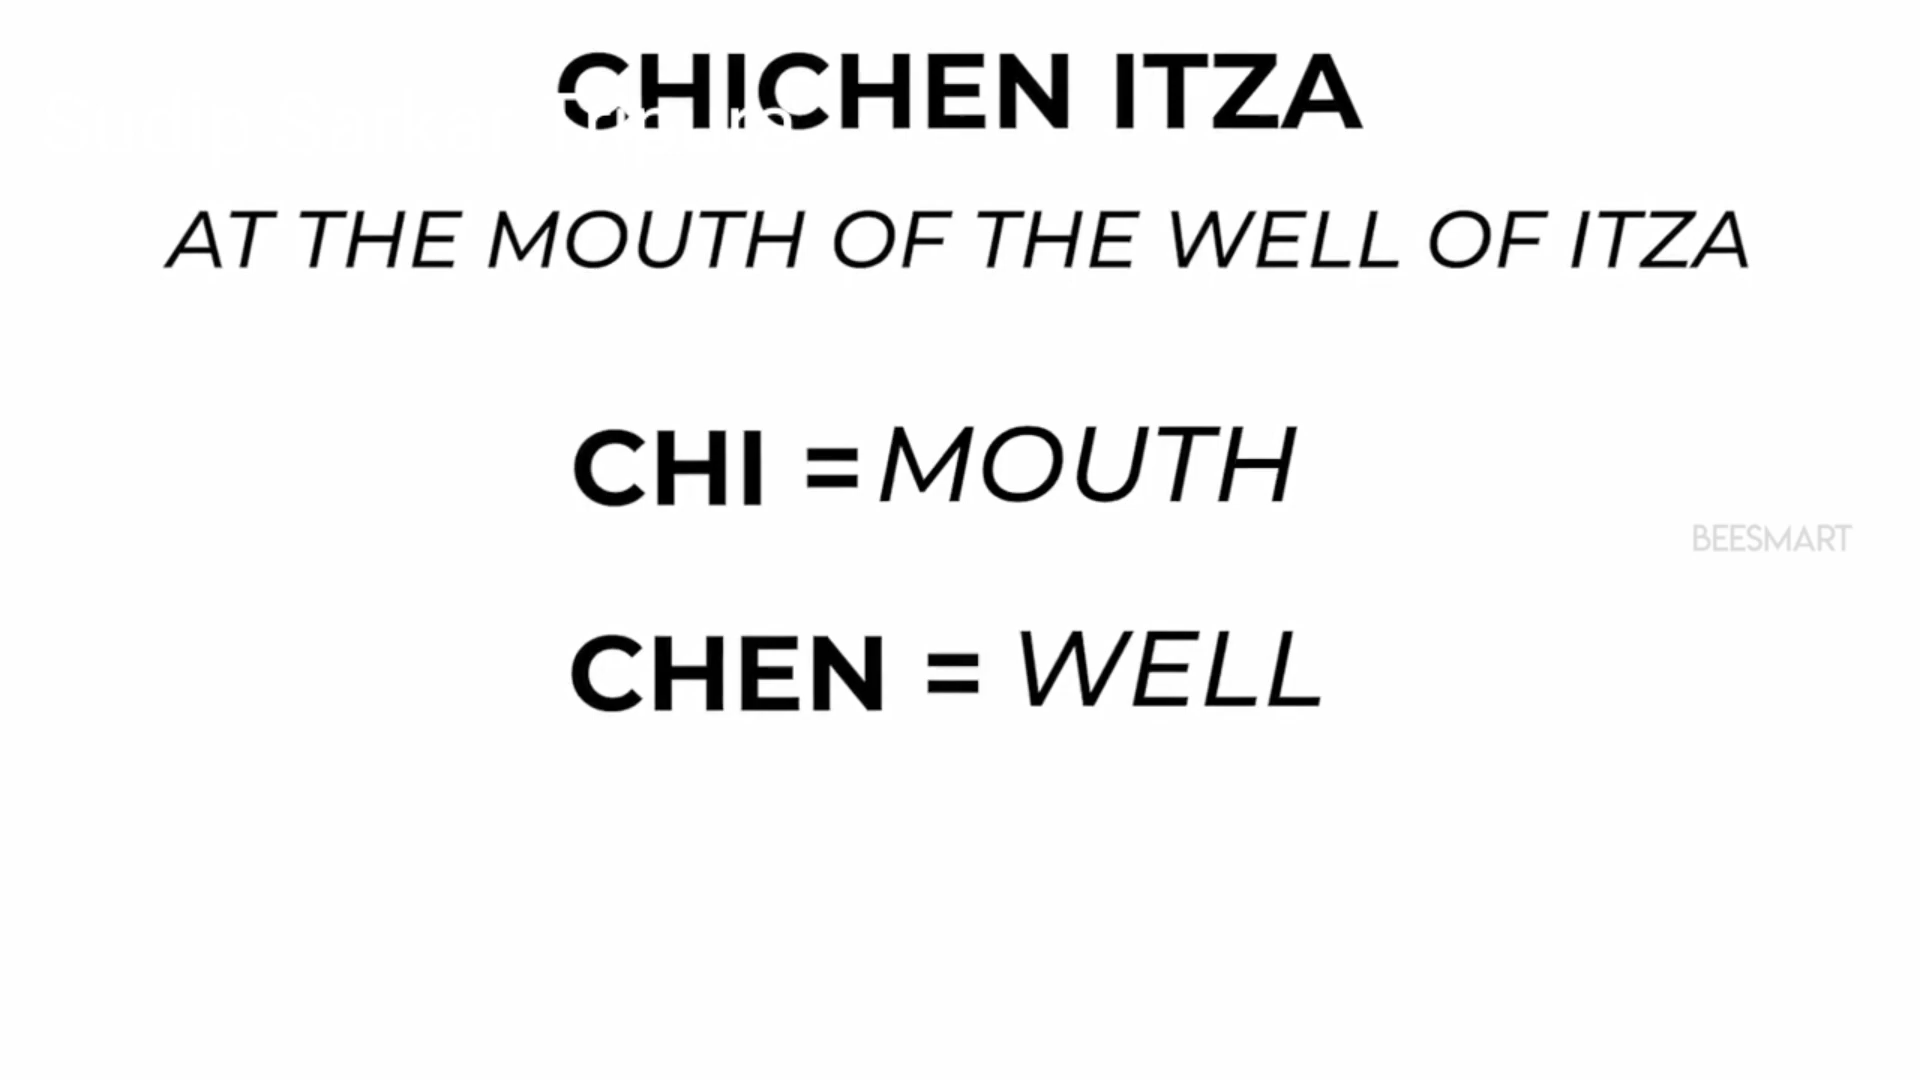 CHICHEN ITZA
AT THE MOUTH OF THE WELL OF ITZA
CHI = MOUTH
BEESMART
CHEN = WELL